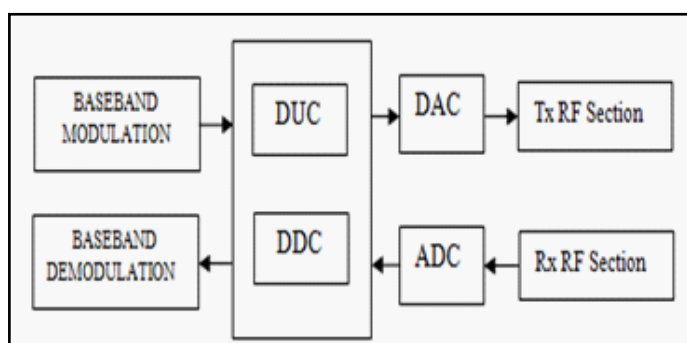 BASEBAND
MODULATION
DUC
DAC
Tx RF Section
BASEBAND
DEMODULATION
DDC
ADC
Rx RF Section